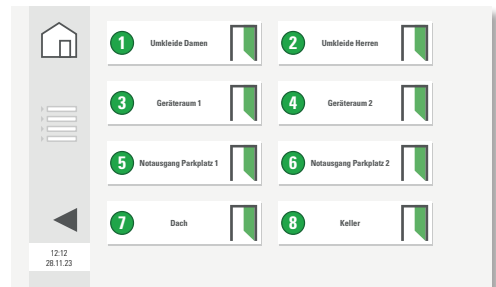 1 Umkleide Damen
2 Umkleide Herren
3 Geräteraum 1
4 Geräteraum 2
5 Notausgang Parkplatz 1
6 Notausgang Parkplatz 2
7 Dach
8 Keller
12:12
28.11.23